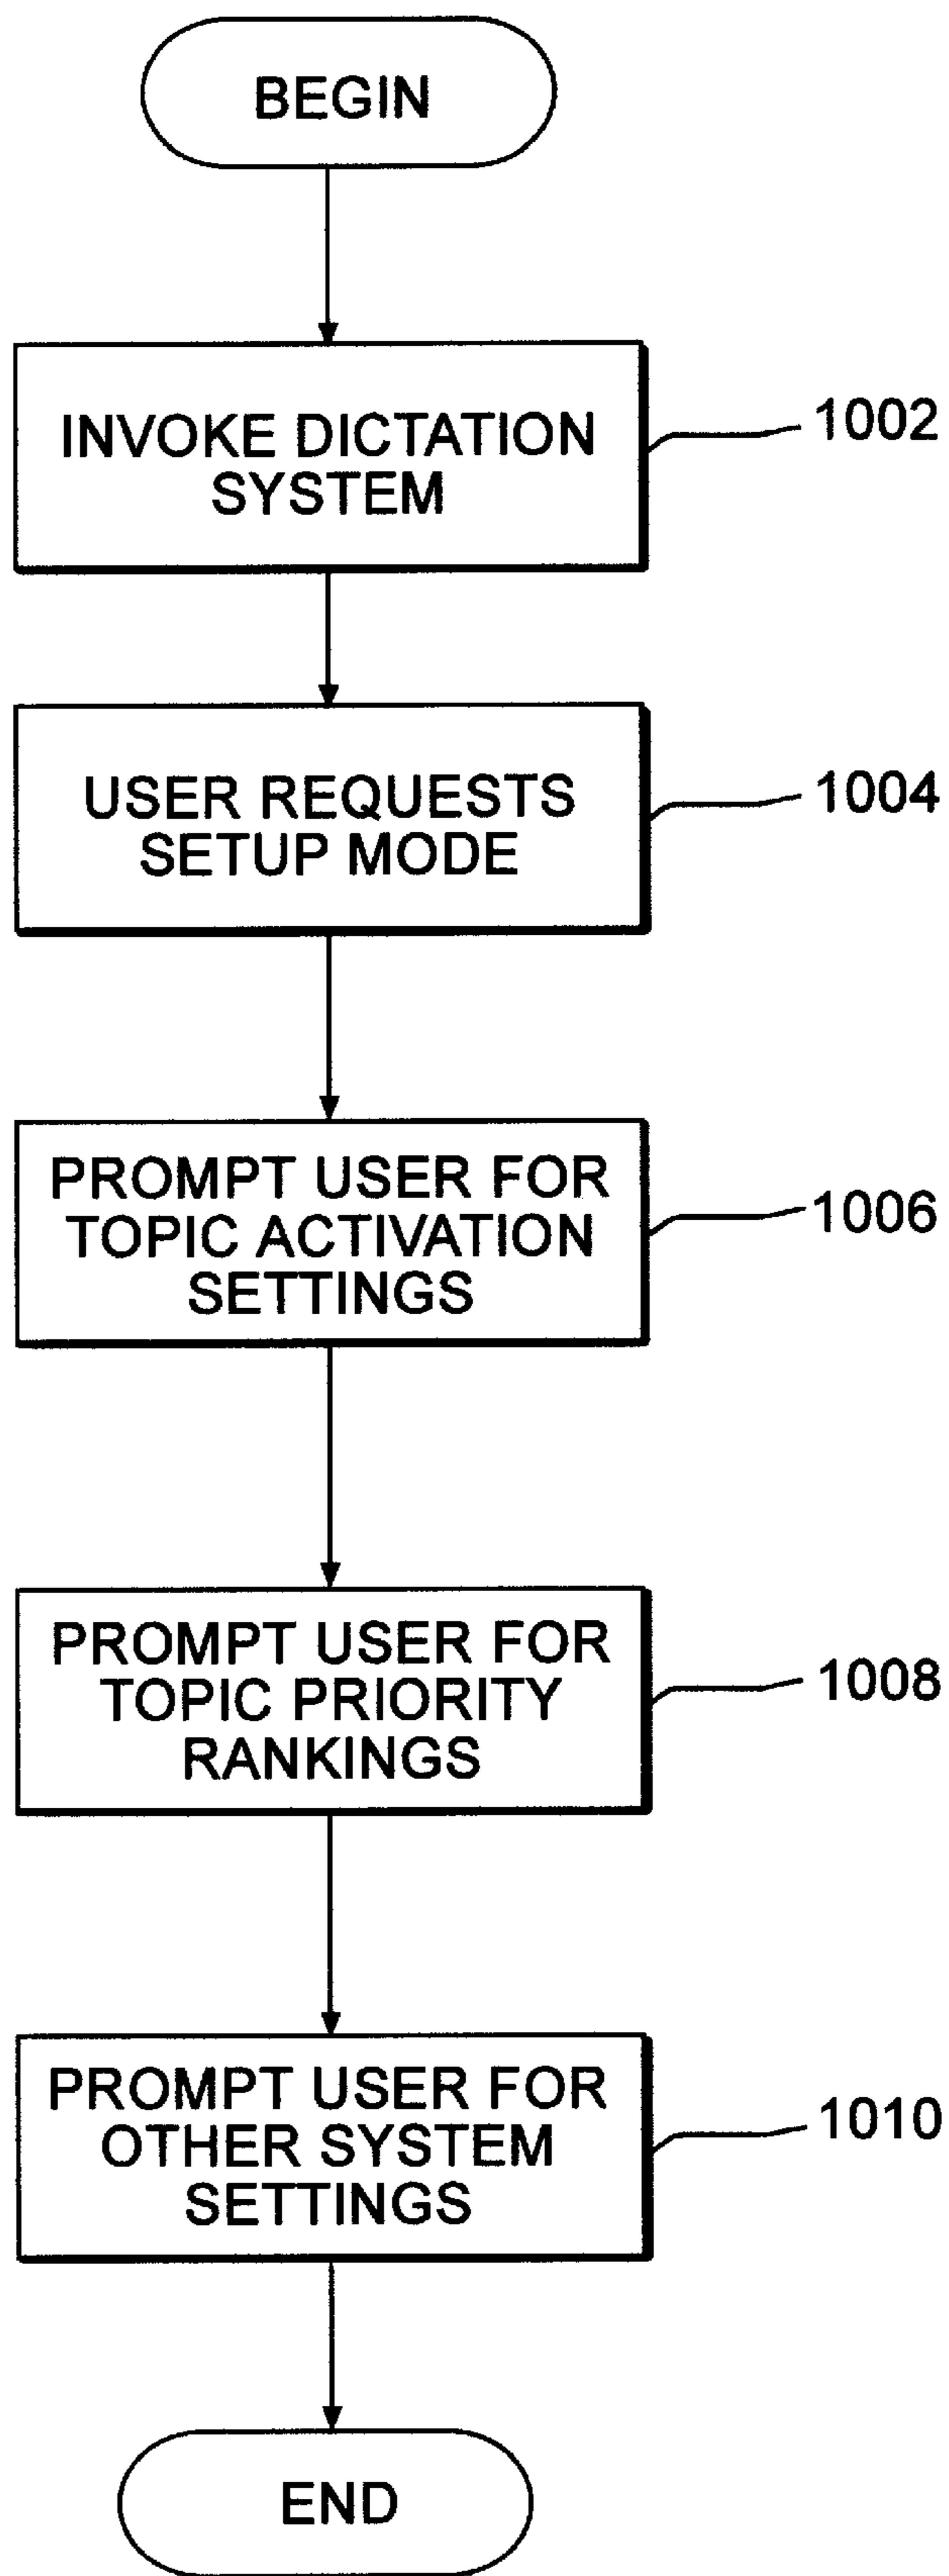 BEGIN
INVOKE DICTATION
SYSTEM
1002
USER REQUESTS
SETUP MODE
1004
PROMPT USER FOR
TOPIC ACTIVATION
SETTINGS
1006
PROMPT USER FOR
TOPIC PRIORITY
RANKINGS
1008
PROMPT USER FOR
OTHER SYSTEM
SETTINGS
1010
END